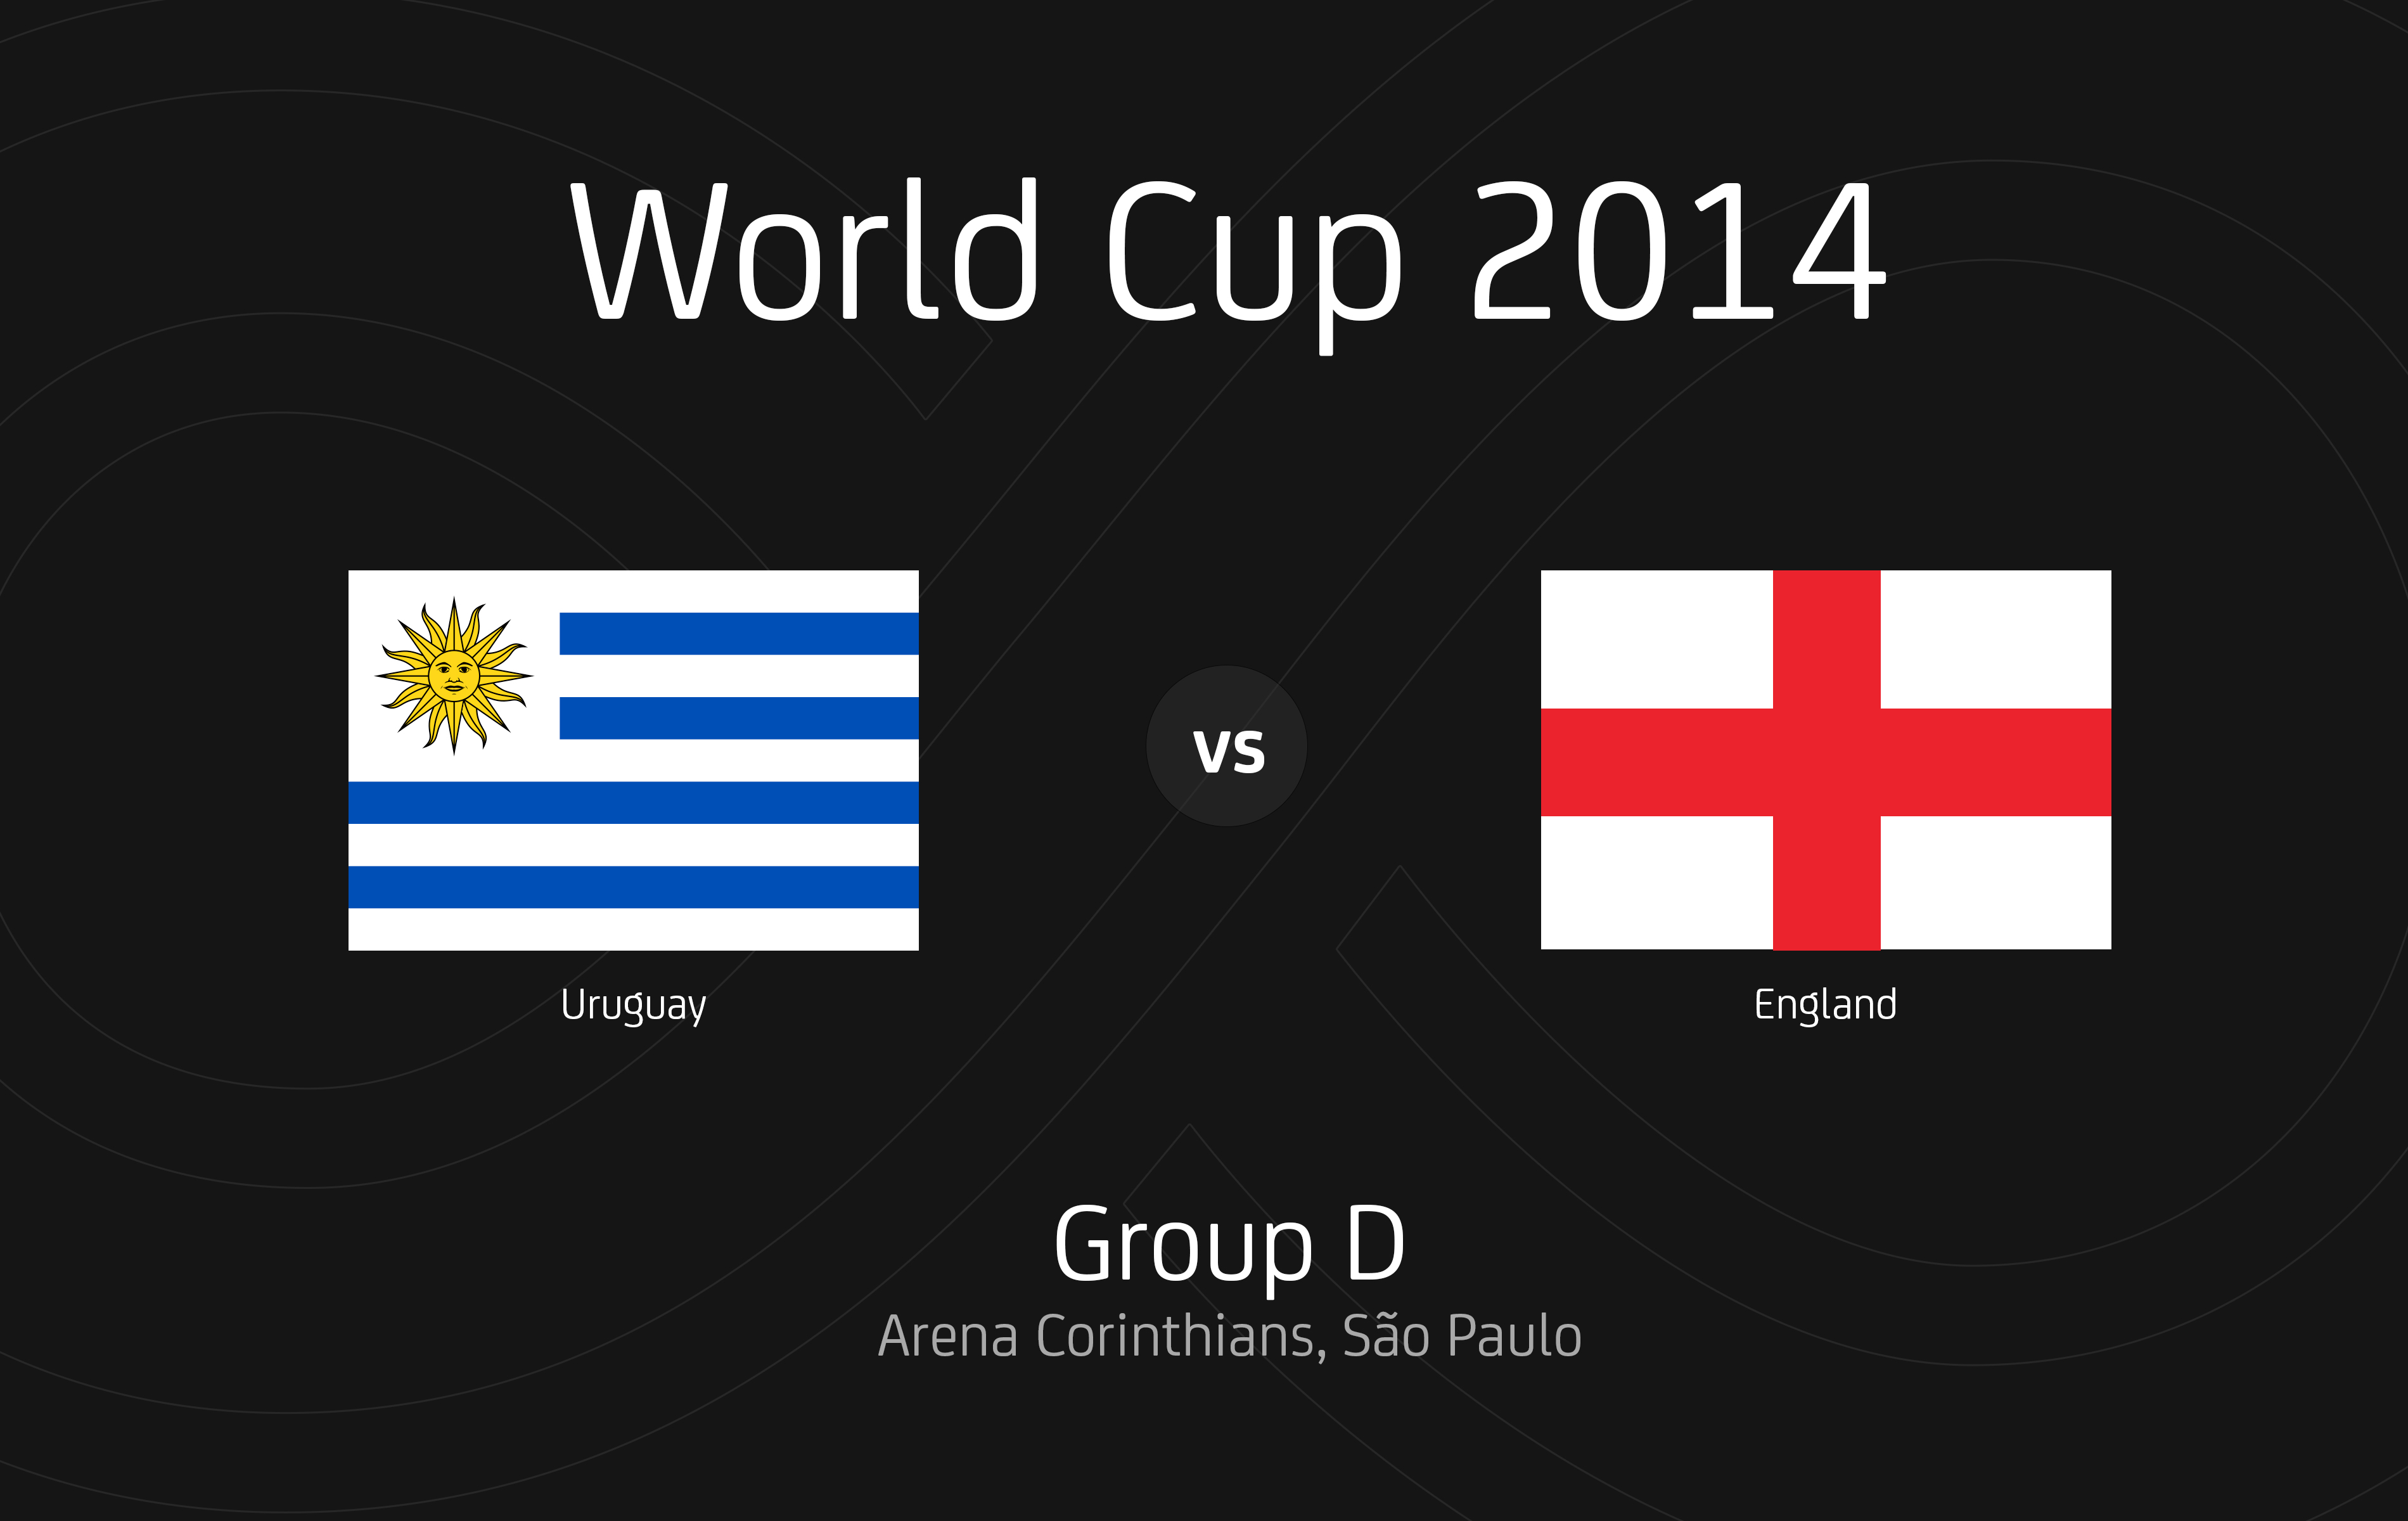 World Cup 2014
vs
Uruguay
England
Group D
Arena Corinthians, São Paulo